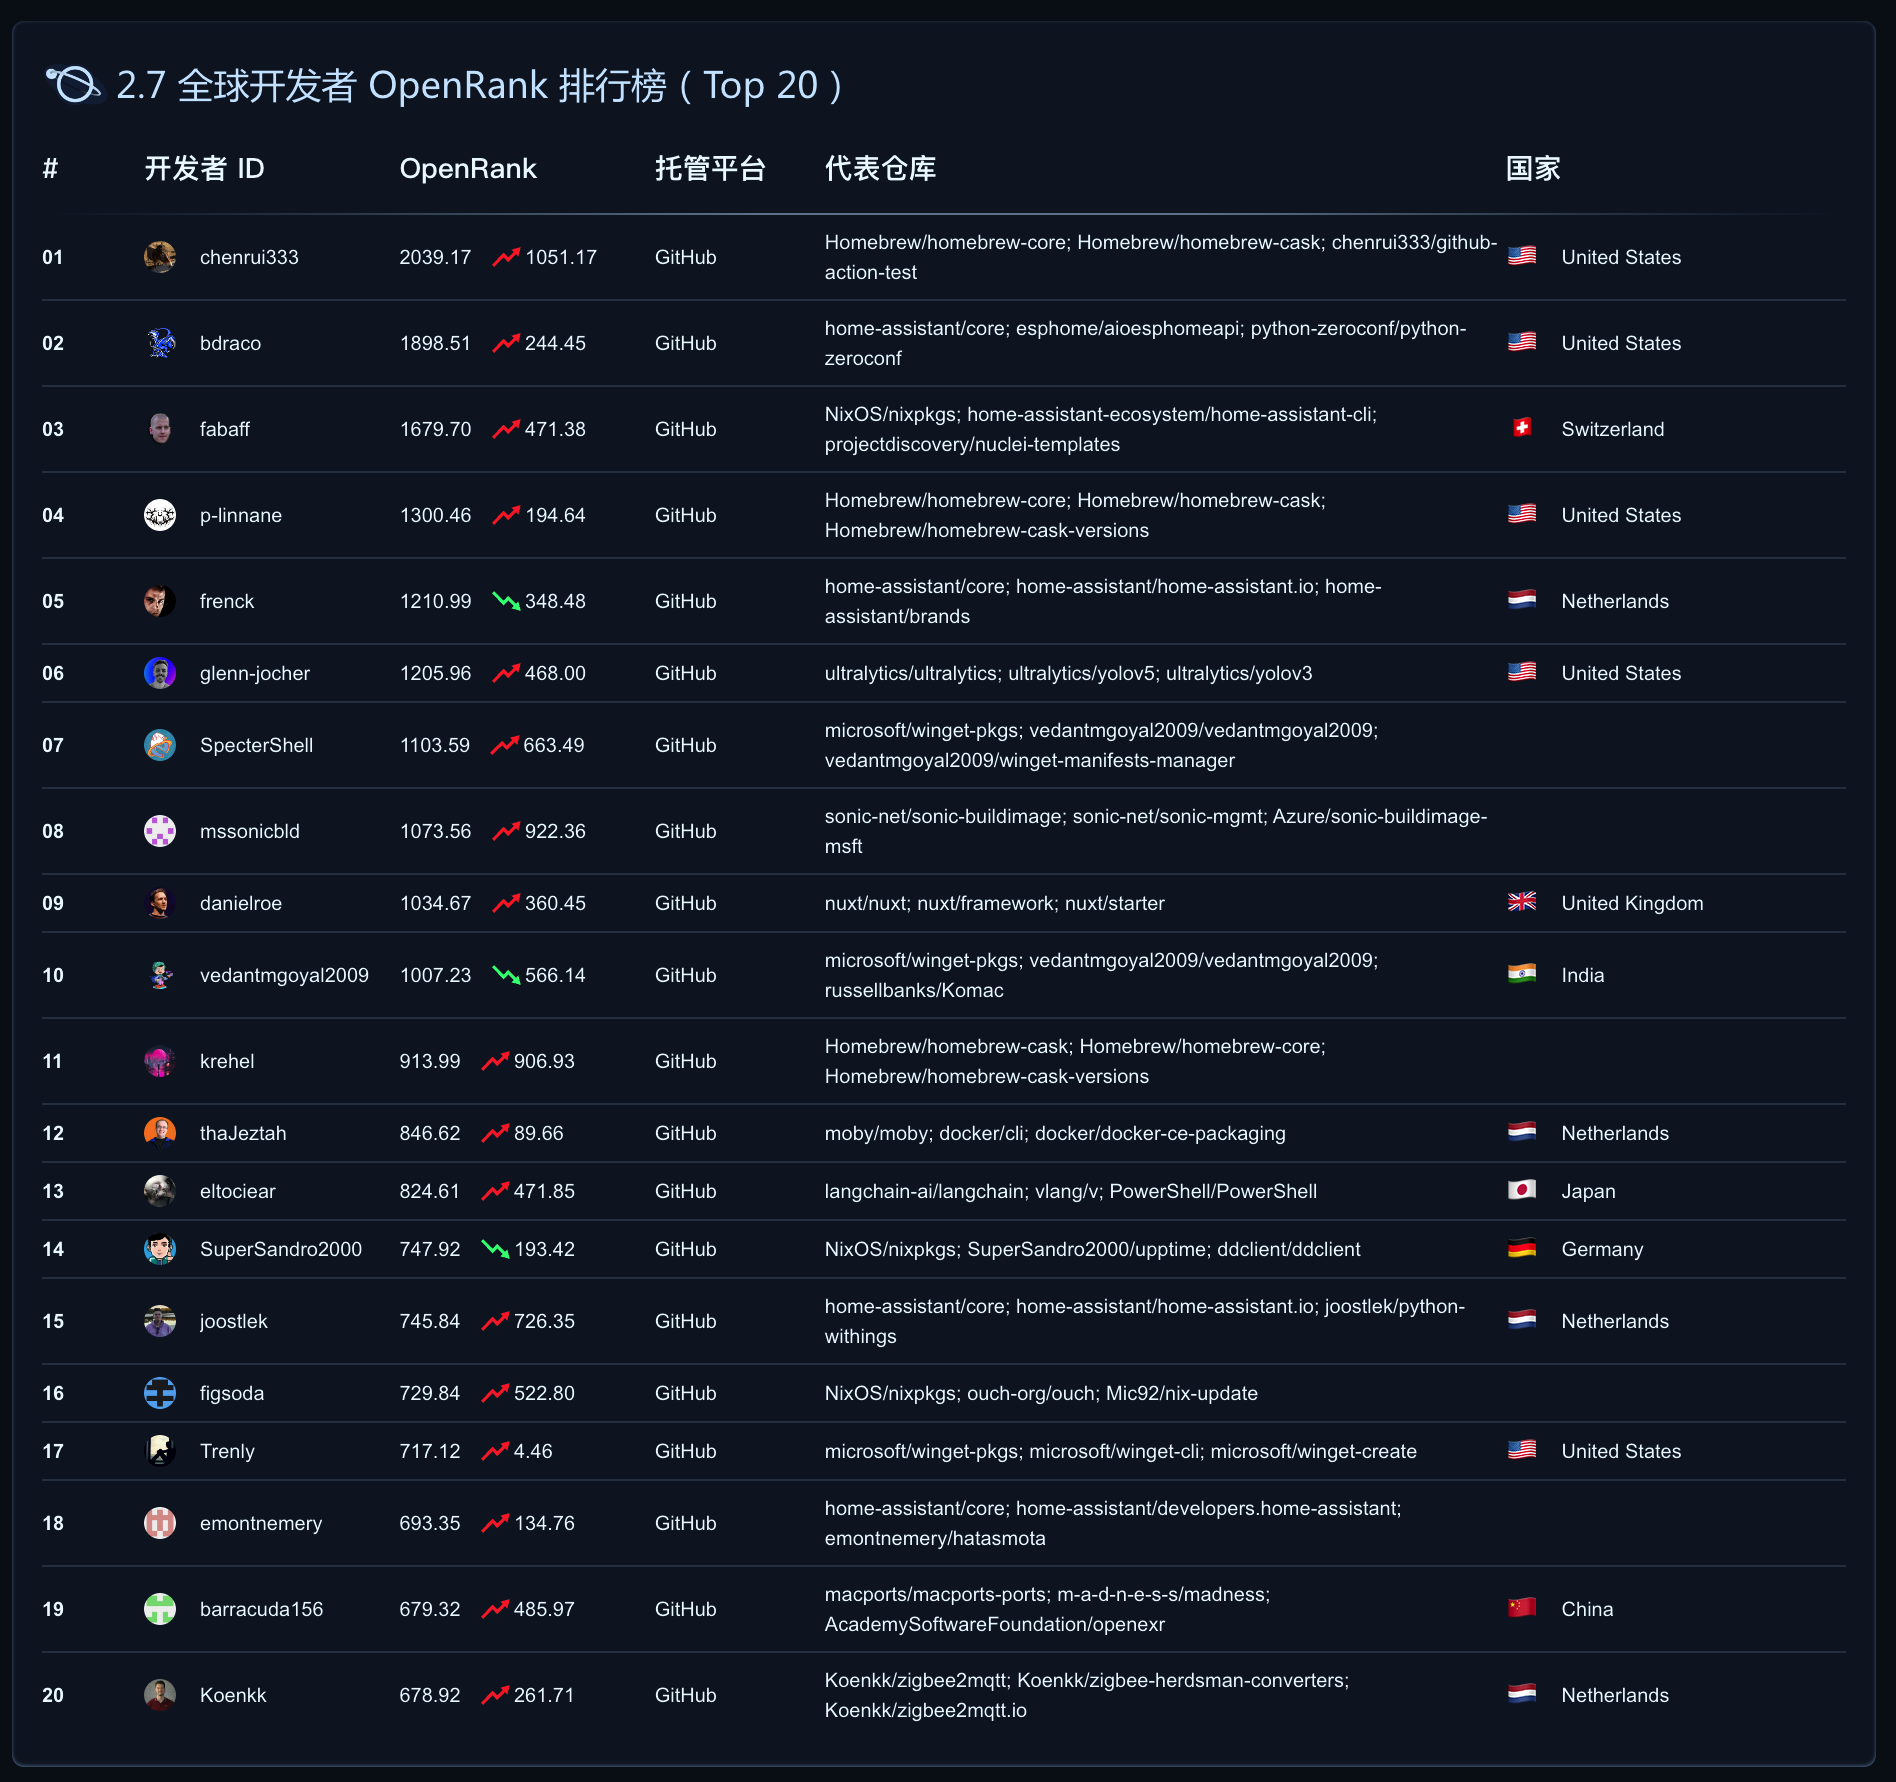 2.7 全球开发者 OpenRank 排行榜 ( Top 20 )
# 开发者 ID OpenRank 托管平台 代表仓库 国家
01 chenrui333 2039.17 1051.17 GitHub Homebrew/homebrew-core; Homebrew/homebrew-cask; chenrui333/github-
action-test United States
02 bdraco 1898.51 244.45 GitHub home-assistant/core; esphome/aioesphomeapi; python-zeroconf/python-
zeroconf United States
03 fabaff 1679.70 471.38 GitHub NixOS/nixpkgs; home-assistant-ecosystem/home-assistant-cli;
projectdiscovery/nuclei-templates Switzerland
04 p-linnane 1300.46 194.64 GitHub Homebrew/homebrew-core; Homebrew/homebrew-cask;
Homebrew/homebrew-cask-versions United States
05 frenck 1210.99 348.48 GitHub home-assistant/core; home-assistant/home-assistant.io; home-
assistant/brands Netherlands
06 glenn-jocher 1205.96 468.00 GitHub ultralytics/ultralytics; ultralytics/yolov5; ultralytics/yolov3 United States
07 SpecterShell 1103.59 663.49 GitHub microsoft/winget-pkgs; vedantmgoyal2009/vedantmgoyal2009;
vedantmgoyal2009/winget-manifests-manager
08 mssonicbld 1073.56 922.36 GitHub sonic-net/sonic-buildimage; sonic-net/sonic-mgmt; Azure/sonic-buildimage-
msft
09 danielroe 1034.67 360.45 GitHub nuxt/nuxt; nuxt/framework; nuxt/starter United Kingdom
10 vedantmgoyal2009 1007.23 566.14 GitHub microsoft/winget-pkgs; vedantmgoyal2009/vedantmgoyal2009;
russellbanks/Komac India
11 krehel 913.99 906.93 GitHub Homebrew/homebrew-cask; Homebrew/homebrew-core;
Homebrew/homebrew-cask-versions
12 thaJeztah 846.62 89.66 GitHub moby/moby; docker/cli; docker/docker-ce-packaging Netherlands
13 eltociear 824.61 471.85 GitHub langchain-ai/langchain; vlang/v; PowerShell/PowerShell Japan
14 SuperSandro2000 747.92 193.42 GitHub NixOS/nixpkgs; SuperSandro2000/upptime; ddclient/ddclient Germany
15 joostlek 745.84 726.35 GitHub home-assistant/core; home-assistant/home-assistant.io; joostlek/python-
withings Netherlands
16 figsoda 729.84 522.80 GitHub NixOS/nixpkgs; ouch-org/ouch; Mic92/nix-update
17 Trenly 717.12 4.46 GitHub microsoft/winget-pkgs; microsoft/winget-cli; microsoft/winget-create United States
18 emontnemery 693.35 134.76 GitHub home-assistant/core; home-assistant/developers.home-assistant;
emontnemery/hatasmota
19 barracuda156 679.32 485.97 GitHub macports/macports-ports; m-a-d-n-e-s-s/madness;
AcademySoftwareFoundation/openexr China
20 Koenkk 678.92 261.71 GitHub Koenkk/zigbee2mqtt; Koenkk/zigbee-herdsman-converters;
Koenkk/zigbee2mqtt.io Netherlands